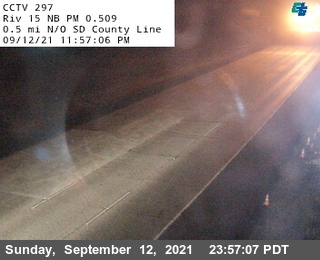 CCTV 297
Riv 15 NB PM 0.509
0.5 mi N/O SD County Line
09/12/21 11:57:06 PM
Sunday, September 12, 2021 23:57:07 PDT